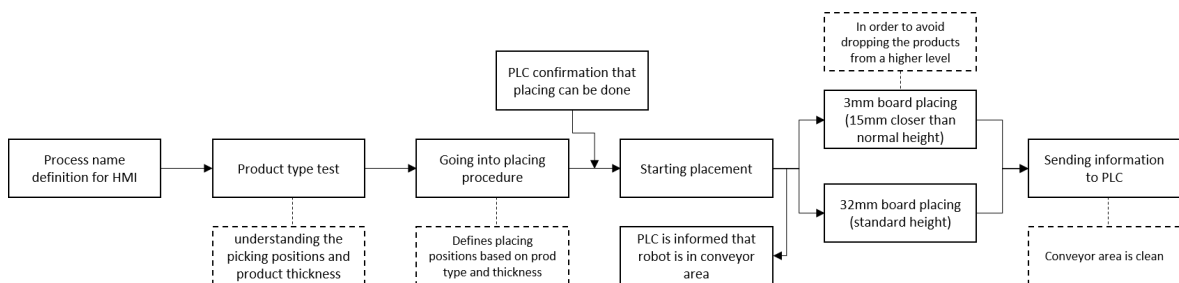 In order to avoid
dropping the products
from a higher level
PLC confirmation that
placing can be done
3mm board placing
(15mm closer than
normal height)
Process name
definition for HMI
Product type test
Going into placing
procedure
Starting placement
Sending information
to PLC
32mm board placing
(standard height)
understanding the
picking positions and
product thickness
Defines placing
positions based on prod
type and thickness
PLC is informed that
robot is in conveyor
area
Conveyor area is clean